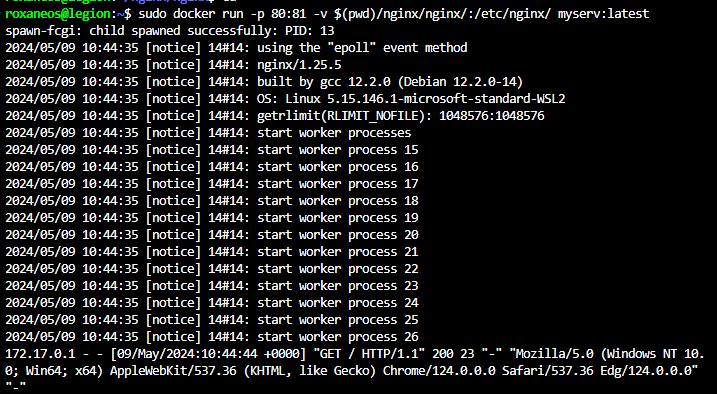 roxaneos@legion:~$ sudo docker run -p 80:81 -v $(pwd)/nginx/nginx/:/etc/nginx/ myserv:latest
spawn-fcgi: child spawned successfully: PID: 13
2024/05/09 10:44:35 [notice] 14#14: using the "epoll" event method
2024/05/09 10:44:35 [notice] 14#14: nginx/1.25.5
2024/05/09 10:44:35 [notice] 14#14: built by gcc 12.2.0 (Debian 12.2.0-14)
2024/05/09 10:44:35 [notice] 14#14: OS: Linux 5.15.146.1-microsoft-standard-WSL2
2024/05/09 10:44:35 [notice] 14#14: getrlimit(RLIMIT_NOFILE): 1048576:1048576
2024/05/09 10:44:35 [notice] 14#14: start worker processes
2024/05/09 10:44:35 [notice] 14#14: start worker process 15
2024/05/09 10:44:35 [notice] 14#14: start worker process 16
2024/05/09 10:44:35 [notice] 14#14: start worker process 17
2024/05/09 10:44:35 [notice] 14#14: start worker process 18
2024/05/09 10:44:35 [notice] 14#14: start worker process 19
2024/05/09 10:44:35 [notice] 14#14: start worker process 20
2024/05/09 10:44:35 [notice] 14#14: start worker process 21
2024/05/09 10:44:35 [notice] 14#14: start worker process 22
2024/05/09 10:44:35 [notice] 14#14: start worker process 23
2024/05/09 10:44:35 [notice] 14#14: start worker process 24
2024/05/09 10:44:35 [notice] 14#14: start worker process 25
2024/05/09 10:44:35 [notice] 14#14: start worker process 26
172.17.0.1 - - [09/May/2024:10:44:44 +0000] "GET / HTTP/1.1" 200 23 "-" "Mozilla/5.0 (Windows NT 10.
0; Win64; x64) AppleWebKit/537.36 (KHTML, like Gecko) Chrome/124.0.0.0 Safari/537.36 Edg/124.0.0.0"
"-"